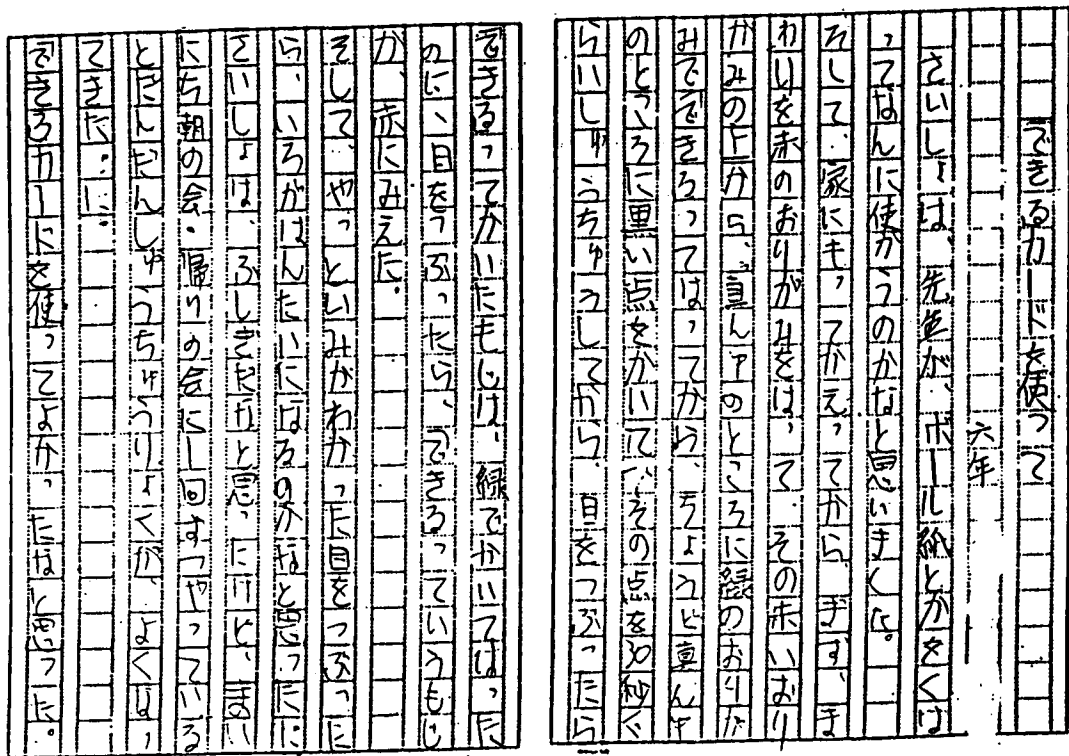 できるカードを使って
六年
さいしょは、先生が、ボール紙とかをくば
ってなんに使かうのかなと思いました。
そして、家にもってかえってから、まず、ま
わりを赤のおりがみをはって、その赤いおり
がみの上から、真ん中のところに緑のおりが
みでできるってはってから、ちょうど真ん中
のところに黒い点をかいて、その点を30秒ぐ
らいしゅうちゅうしてから、目をつぶったら
できるってかいたもじは、緑でかいてはった
のに、目をつぶったら、できるっていうもじ
が、赤にみえた。
そして、やっといみがわかった目をつぶった
ら、いろがはんたいになるのかなと思ったに
さいしょは、ふしぎだなと思ったけど、まい
にち朝の会・帰りの会に1回ずつやっている
とだんだんしゅうちゅうりょくが、よくなっ
てきた
できるカードを使ってよかったなと思った。